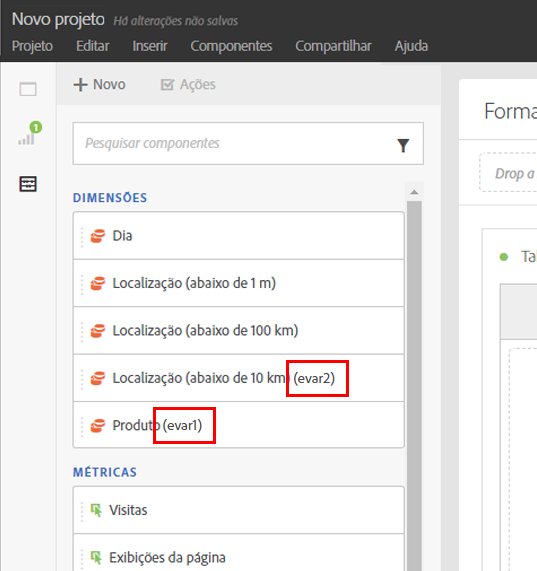 Novo projeto Há alterações não salvas
Projeto Editar Inserir Componentes Compartilhar Ajuda
+ Novo Ações
1
Pesquisar componentes
DIMENSÕES
Dia
Localização (abaixo de 1 m)
Localização (abaixo de 100 km)
Localização (abaixo de 10 km) (evar2)
Produto (evar1)
MÉTRICAS
Visitas
Exibições da página
Forma
Drop a
Tal